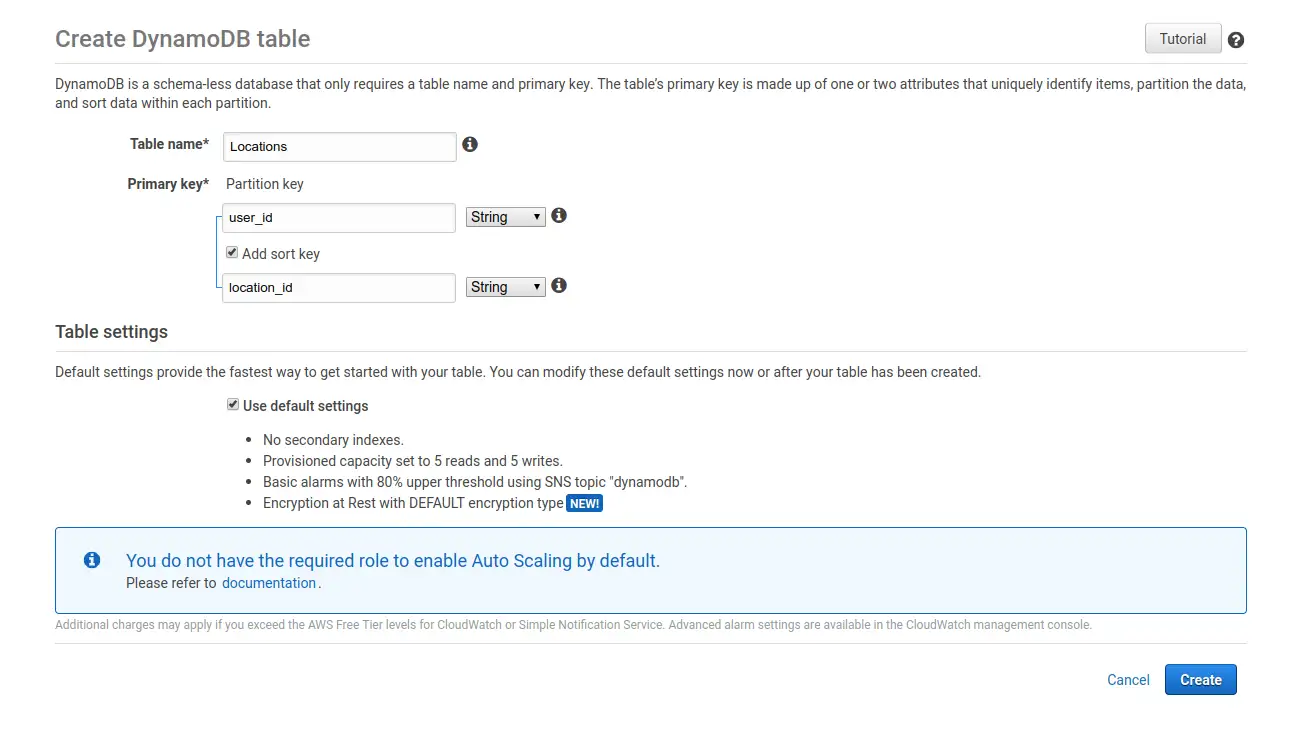 Create DynamoDB table
Tutorial
DynamoDB is a schema-less database that only requires a table name and primary key. The table's primary key is made up of one or two attributes that uniquely identify items, partition the data,
and sort data within each partition.
Table name* Locations
Primary key* Partition key
user_id String
Add sort key
location_id String
Table settings
Default settings provide the fastest way to get started with your table. You can modify these default settings now or after your table has been created.
Use default settings
No secondary indexes.
Provisioned capacity set to 5 reads and 5 writes.
Basic alarms with 80% upper threshold using SNS topic "dynamodb".
Encryption at Rest with DEFAULT encryption type NEW!
You do not have the required role to enable Auto Scaling by default.
Please refer to documentation.
Additional charges may apply if you exceed the AWS Free Tier levels for CloudWatch or Simple Notification Service. Advanced alarm settings are available in the CloudWatch management console.
Cancel Create